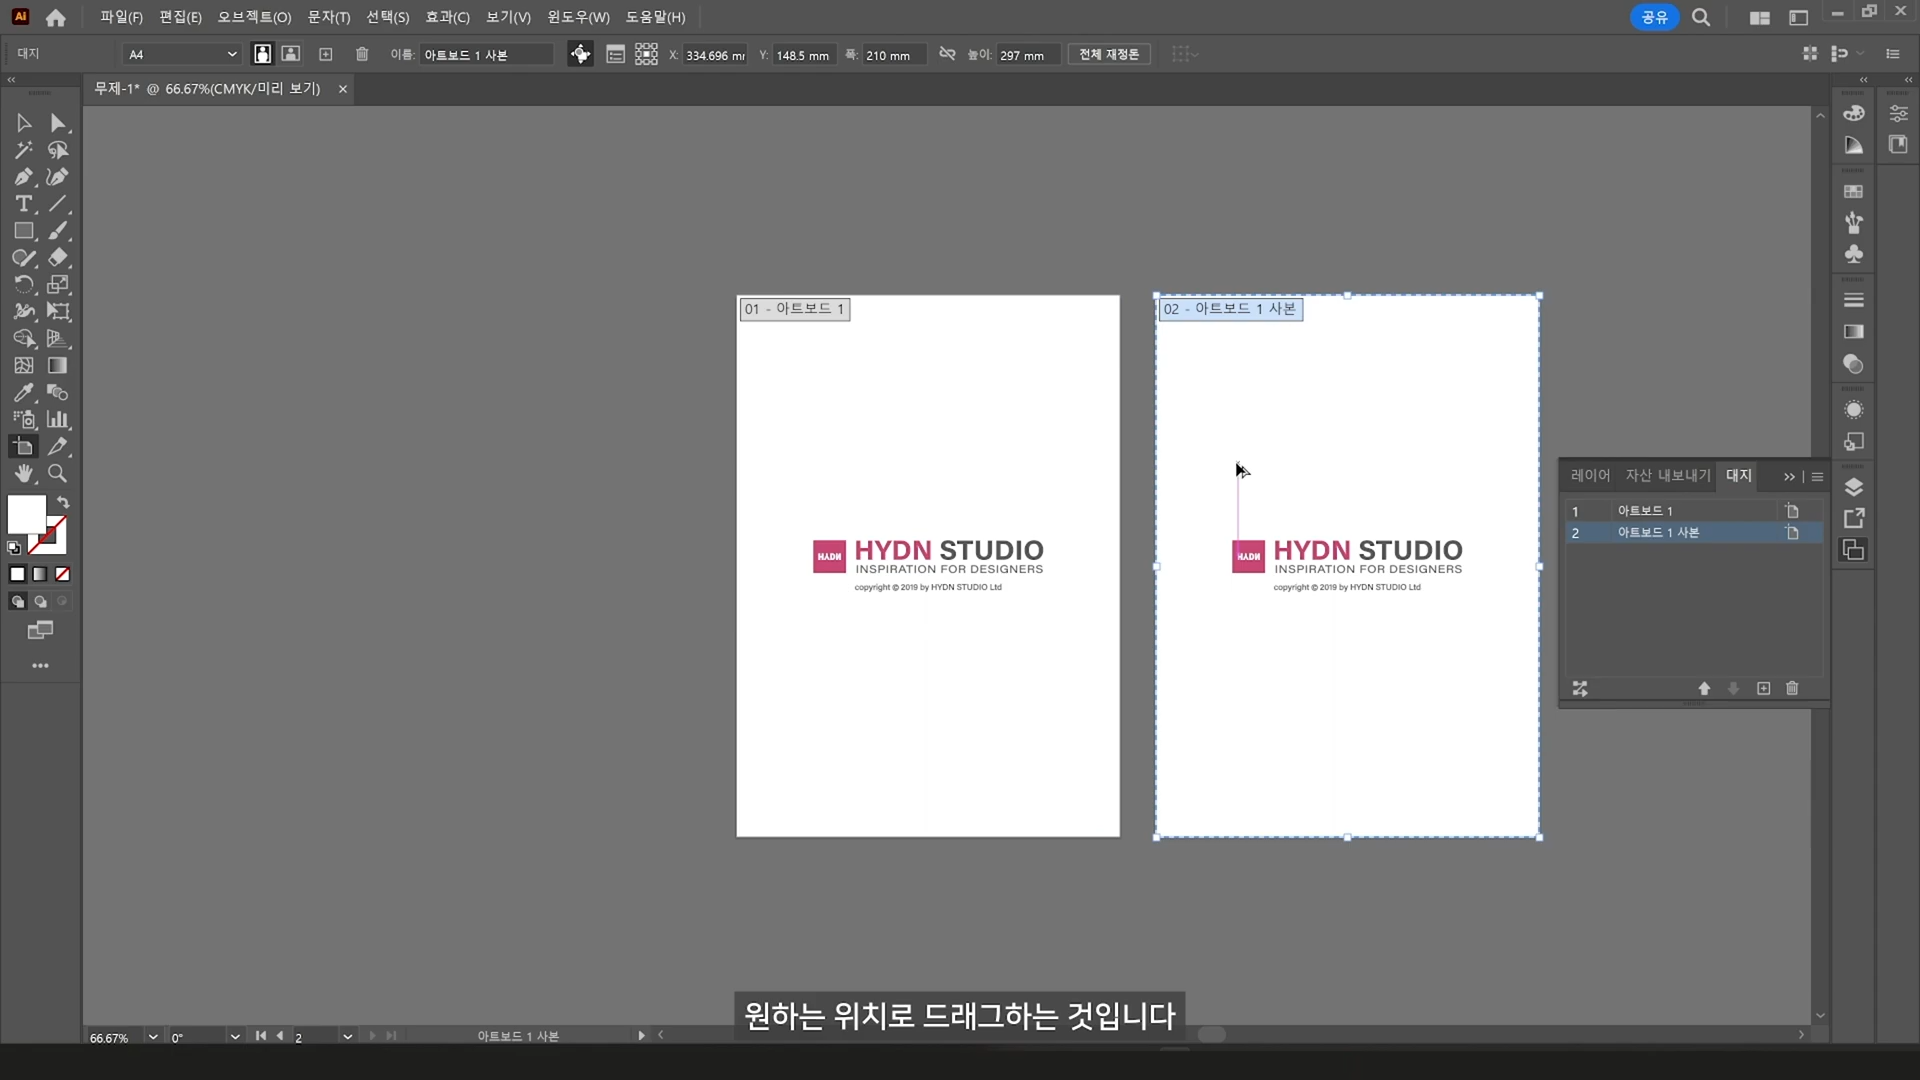 Ai 파일(F) 편집(E) 오브젝트(O) 문자(T) 선택(S) 효과(C) 보기(V) 윈도우(W) 도움말(H) 공유
대지 A4 이름: 아트보드 1 사본 X: 334.696 mm Y: 148.5 mm 폭: 210 mm 높이: 297 mm 전체 재정돈
무제-1* @ 66.67%(CMYK/미리 보기)
01 - 아트보드 1
02 - 아트보드 1 사본
레이어 자산 내보내기 대지
1 아트보드 1
2 아트보드 1 사본
HYDN HYDN STUDIO
INSPIRATION FOR DESIGNERS
copyright © 2019 by HYDN STUDIO Ltd
HYDN HYDN STUDIO
INSPIRATION FOR DESIGNERS
copyright © 2019 by HYDN STUDIO Ltd
원하는 위치로 드래그하는 것입니다
66.67% 0° 2 아트보드 1 사본